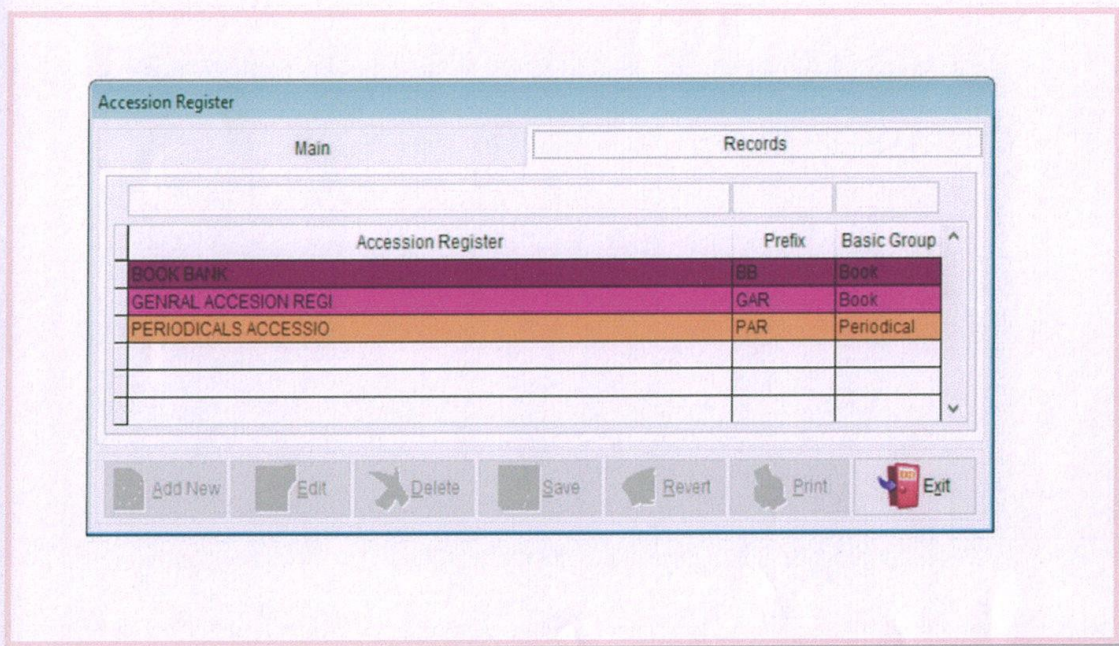 Accession Register
Main Records
Accession Register Prefix Basic Group
BOOK BANK BB Book
GENRAL ACCESION REGI GAR Book
PERIODICALS ACCESSIO PAR Periodical
Add New Edit Delete Save Revert Print EXIT Exit